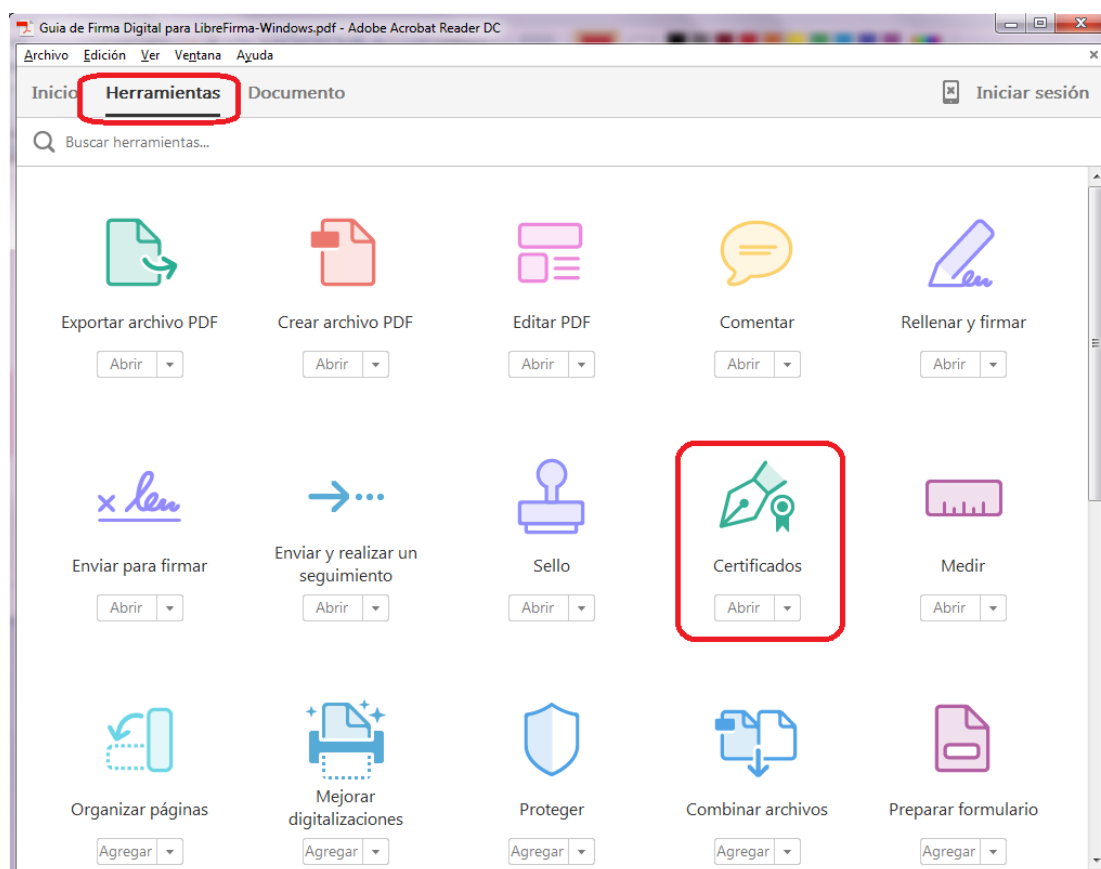 Guia de Firma Digital para LibreFirma-Windows.pdf - Adobe Acrobat Reader DC
Archivo Edición Ver Ventana Ayuda
Inicio Herramientas Documento Iniciar sesión
Buscar herramientas...
Exportar archivo PDF Crear archivo PDF Editar PDF Comentar Rellenar y firmar
Abrir Abrir Abrir Abrir Abrir
Enviar para firmar Enviar y realizar un seguimiento Sello Certificados Medir
Abrir Abrir Abrir Abrir Abrir
Organizar páginas Mejorar digitalizaciones Proteger Combinar archivos Preparar formulario
Agregar Agregar Agregar Agregar Agregar